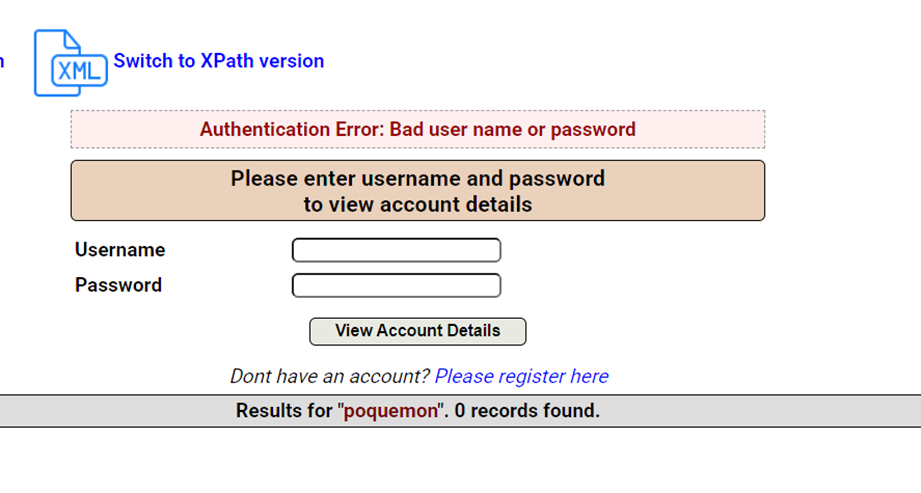 XML Switch to XPath version
Authentication Error: Bad user name or password
Please enter username and password
to view account details
Username
Password
View Account Details
Dont have an account? Please register here
Results for "poquemon". 0 records found.